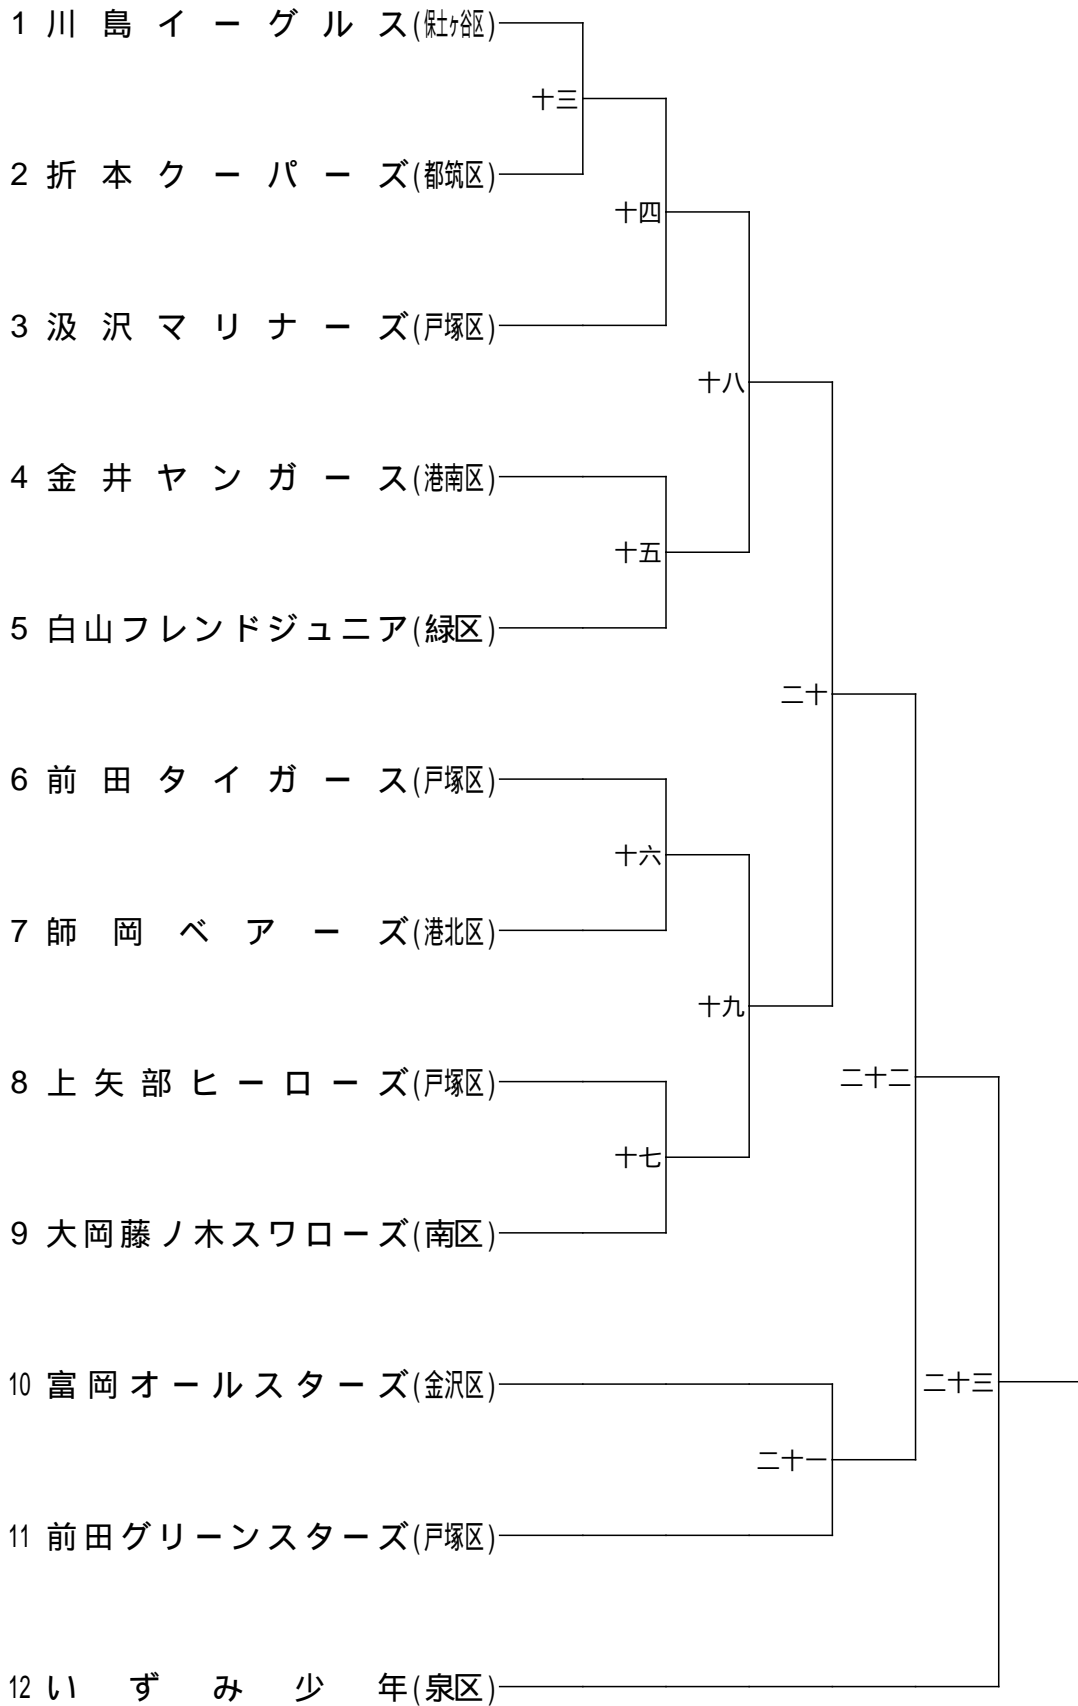 1 川島イーグルス(保土ヶ谷区)
十三
2 折本クーパーズ(都筑区)
十四
3 汲沢マリナーズ(戸塚区)
十八
4 金井ヤンガース(港南区)
十五
5 白山フレンドジュニア(緑区)
二十
6 前田タイガース(戸塚区)
十六
7 師岡ベアーズ(港北区)
十九
8 上矢部ヒーローズ(戸塚区)
二十二
十七
9 大岡藤ノ木スワローズ(南区)
10 富岡オールスターズ(金沢区)
二十三
二十一
11 前田グリーンスターズ(戸塚区)
12 いずみ少年(泉区)